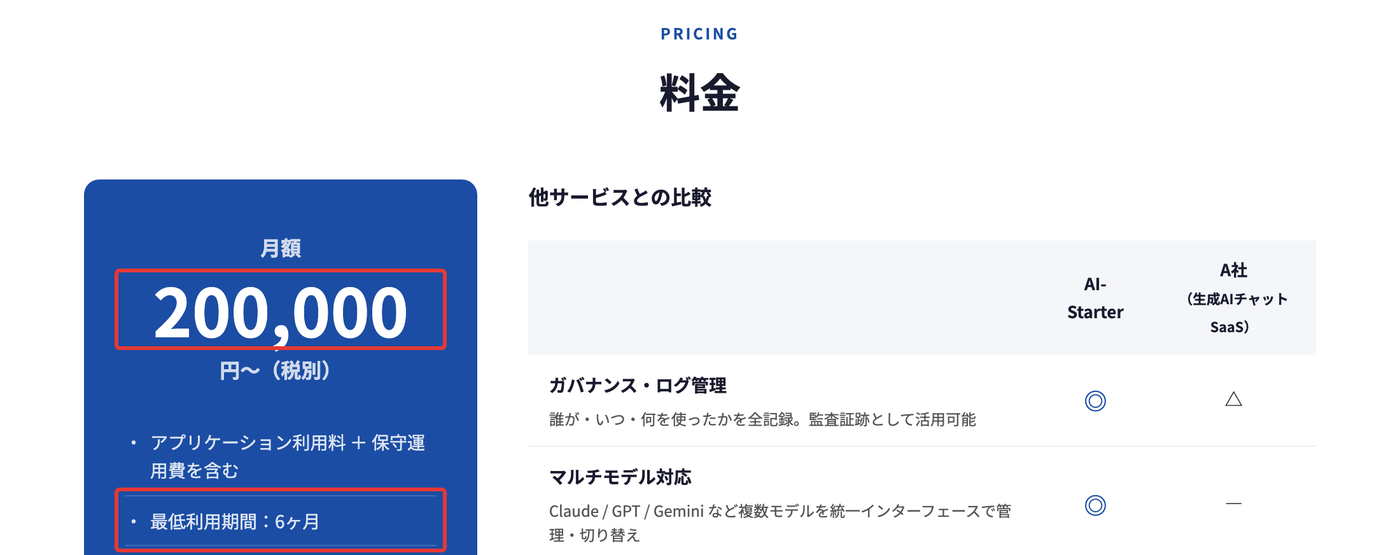 PRICING
料金
月額
200,000
円〜（税別）
・ アプリケーション利用料 ＋ 保守運
用費を含む
・ 最低利用期間：6ヶ月
他サービスとの比較
AI-
Starter
A社
（生成AIチャット
SaaS）
ガバナンス・ログ管理
誰が・いつ・何を使ったかを全記録。監査証跡として活用可能
◎
△
マルチモデル対応
Claude / GPT / Gemini など複数モデルを統一インターフェースで管
理・切り替え
◎
—